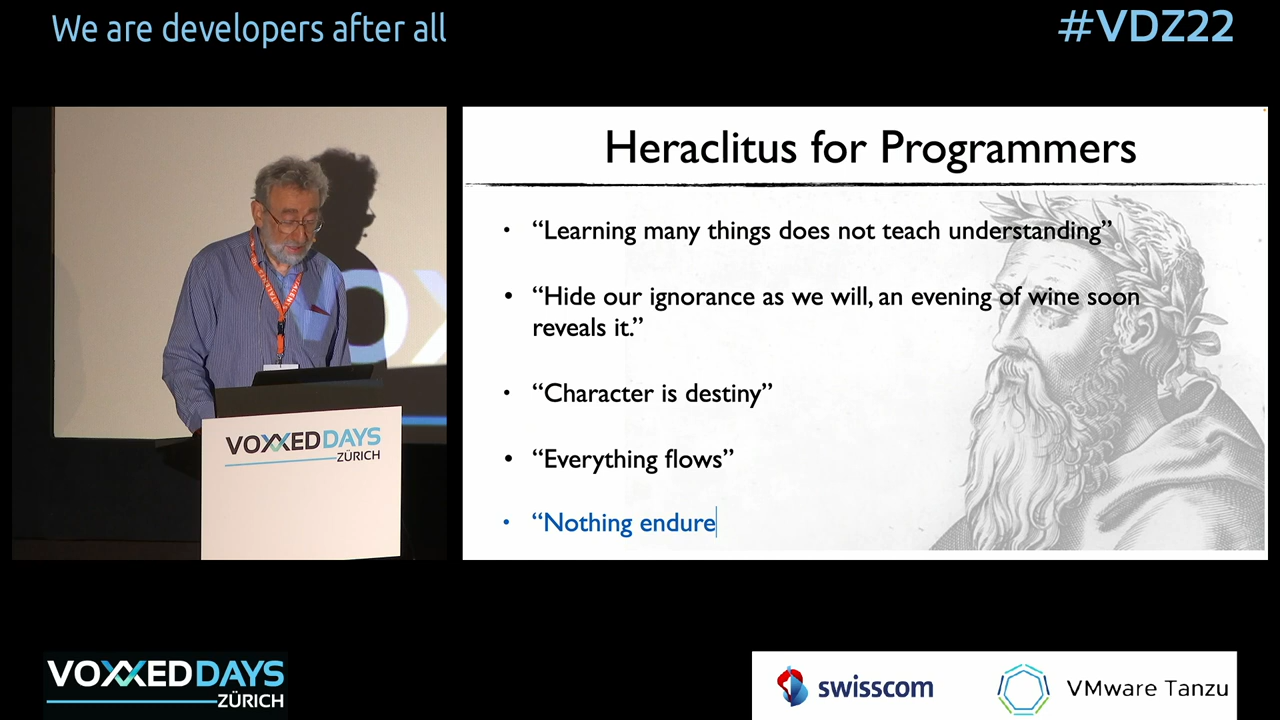 We are developers after all
#VDZ22
Heraclitus for Programmers
• “Learning many things does not teach understanding”
• “Hide our ignorance as we will, an evening of wine soon
reveals it.”
• “Character is destiny”
• “Everything flows”
• “Nothing endure
VOXXEDDAYS
ZÜRICH
VOXXEDDAYS
ZÜRICH
swisscom
VMware Tanzu